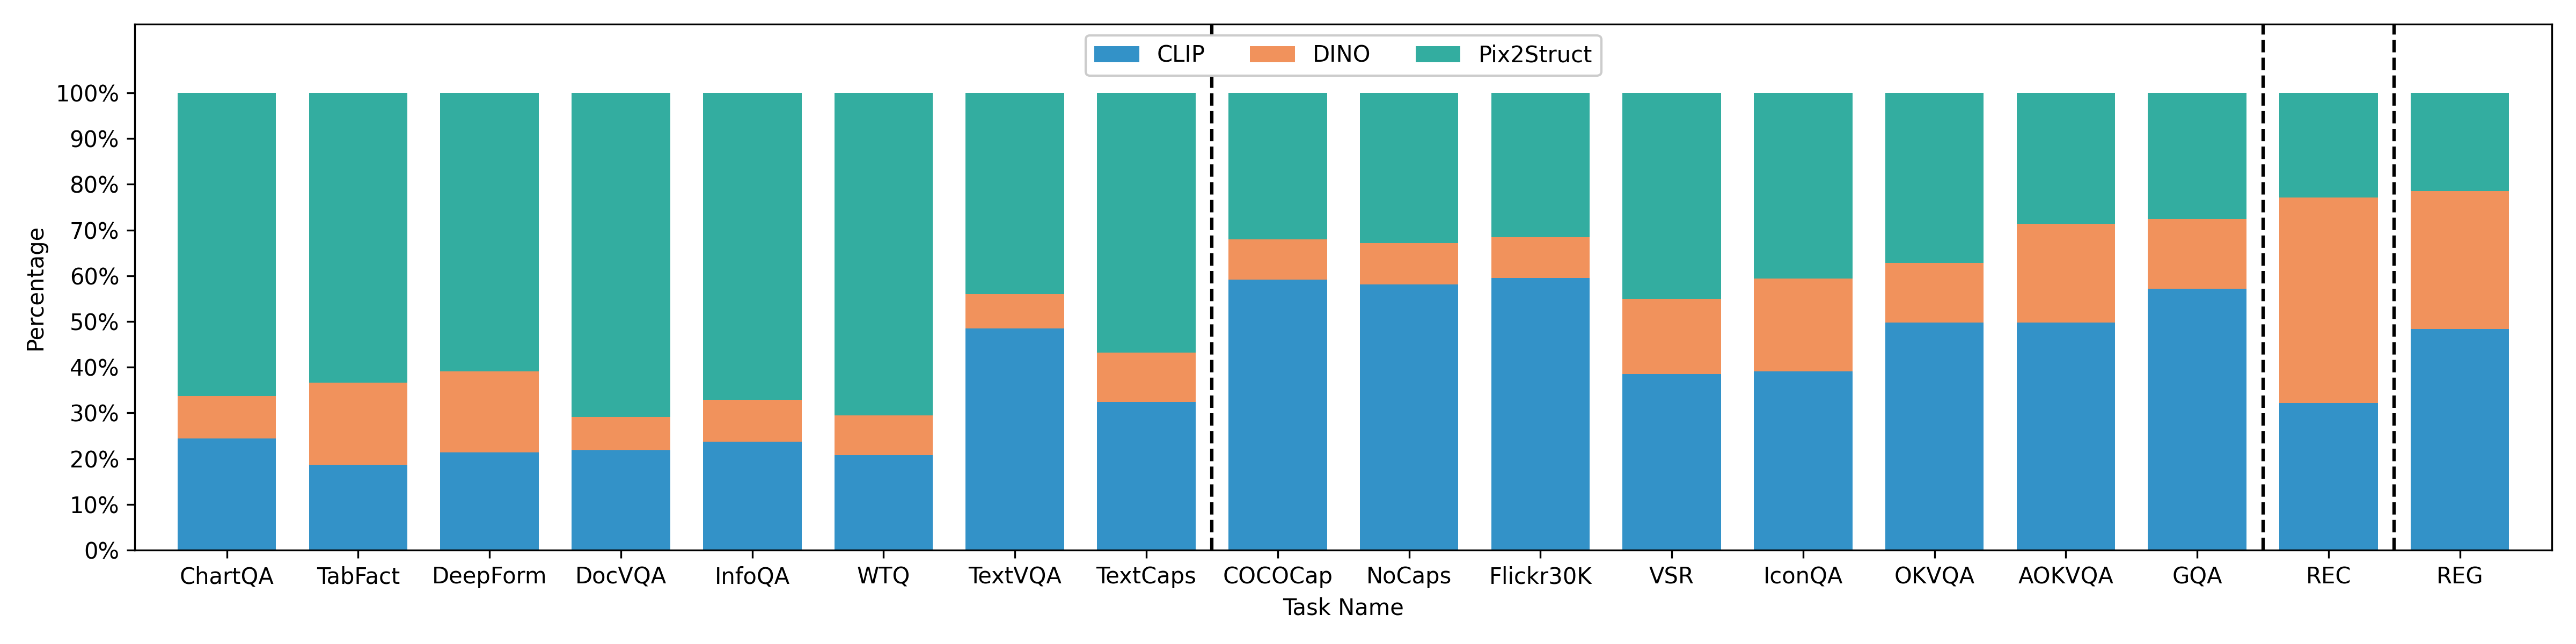 CLIP DINO Pix2Struct
100%
90%
80%
70%
60%
50%
40%
30%
20%
10%
0%
Percentage
ChartQA TabFact DeepForm DocVQA InfoQA WTQ TextVQA TextCaps COCOCap NoCaps Flickr30K VSR IconQA OKVQA AOKVQA GQA REC REG
Task Name